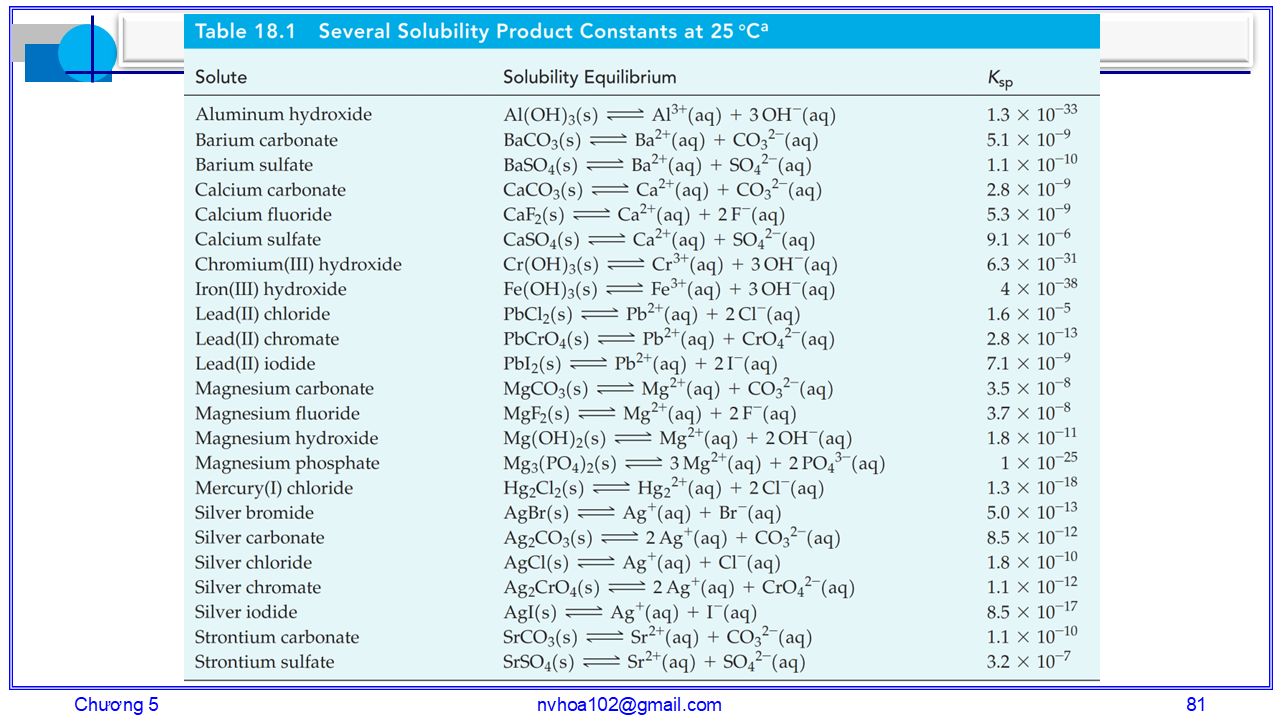 Table 18.1 Several Solubility Product Constants at 25 °Cᵃ
Solute Solubility Equilibrium Ksp
Aluminum hydroxide Al(OH)₃(s) ⇌ Al³⁺(aq) + 3 OH⁻(aq) 1.3 × 10⁻³³
Barium carbonate BaCO₃(s) ⇌ Ba²⁺(aq) + CO₃²⁻(aq) 5.1 × 10⁻⁹
Barium sulfate BaSO₄(s) ⇌ Ba²⁺(aq) + SO₄²⁻(aq) 1.1 × 10⁻¹⁰
Calcium carbonate CaCO₃(s) ⇌ Ca²⁺(aq) + CO₃²⁻(aq) 2.8 × 10⁻⁹
Calcium fluoride CaF₂(s) ⇌ Ca²⁺(aq) + 2 F⁻(aq) 5.3 × 10⁻⁹
Calcium sulfate CaSO₄(s) ⇌ Ca²⁺(aq) + SO₄²⁻(aq) 9.1 × 10⁻⁶
Chromium(III) hydroxide Cr(OH)₃(s) ⇌ Cr³⁺(aq) + 3 OH⁻(aq) 6.3 × 10⁻³¹
Iron(III) hydroxide Fe(OH)₃(s) ⇌ Fe³⁺(aq) + 3 OH⁻(aq) 4 × 10⁻³⁸
Lead(II) chloride PbCl₂(s) ⇌ Pb²⁺(aq) + 2 Cl⁻(aq) 1.6 × 10⁻⁵
Lead(II) chromate PbCrO₄(s) ⇌ Pb²⁺(aq) + CrO₄²⁻(aq) 2.8 × 10⁻¹³
Lead(II) iodide PbI₂(s) ⇌ Pb²⁺(aq) + 2 I⁻(aq) 7.1 × 10⁻⁹
Magnesium carbonate MgCO₃(s) ⇌ Mg²⁺(aq) + CO₃²⁻(aq) 3.5 × 10⁻⁸
Magnesium fluoride MgF₂(s) ⇌ Mg²⁺(aq) + 2 F⁻(aq) 3.7 × 10⁻⁸
Magnesium hydroxide Mg(OH)₂(s) ⇌ Mg²⁺(aq) + 2 OH⁻(aq) 1.8 × 10⁻¹¹
Magnesium phosphate Mg₃(PO₄)₂(s) ⇌ 3 Mg²⁺(aq) + 2 PO₄³⁻(aq) 1 × 10⁻²⁵
Mercury(I) chloride Hg₂Cl₂(s) ⇌ Hg₂²⁺(aq) + 2 Cl⁻(aq) 1.3 × 10⁻¹⁸
Silver bromide AgBr(s) ⇌ Ag⁺(aq) + Br⁻(aq) 5.0 × 10⁻¹³
Silver carbonate Ag₂CO₃(s) ⇌ 2 Ag⁺(aq) + CO₃²⁻(aq) 8.5 × 10⁻¹²
Silver chloride AgCl(s) ⇌ Ag⁺(aq) + Cl⁻(aq) 1.8 × 10⁻¹⁰
Silver chromate Ag₂CrO₄(s) ⇌ 2 Ag⁺(aq) + CrO₄²⁻(aq) 1.1 × 10⁻¹²
Silver iodide AgI(s) ⇌ Ag⁺(aq) + I⁻(aq) 8.5 × 10⁻¹⁷
Strontium carbonate SrCO₃(s) ⇌ Sr²⁺(aq) + CO₃²⁻(aq) 1.1 × 10⁻¹⁰
Strontium sulfate SrSO₄(s) ⇌ Sr²⁺(aq) + SO₄²⁻(aq) 3.2 × 10⁻⁷
Chương 5 nvhoa102@gmail.com 81